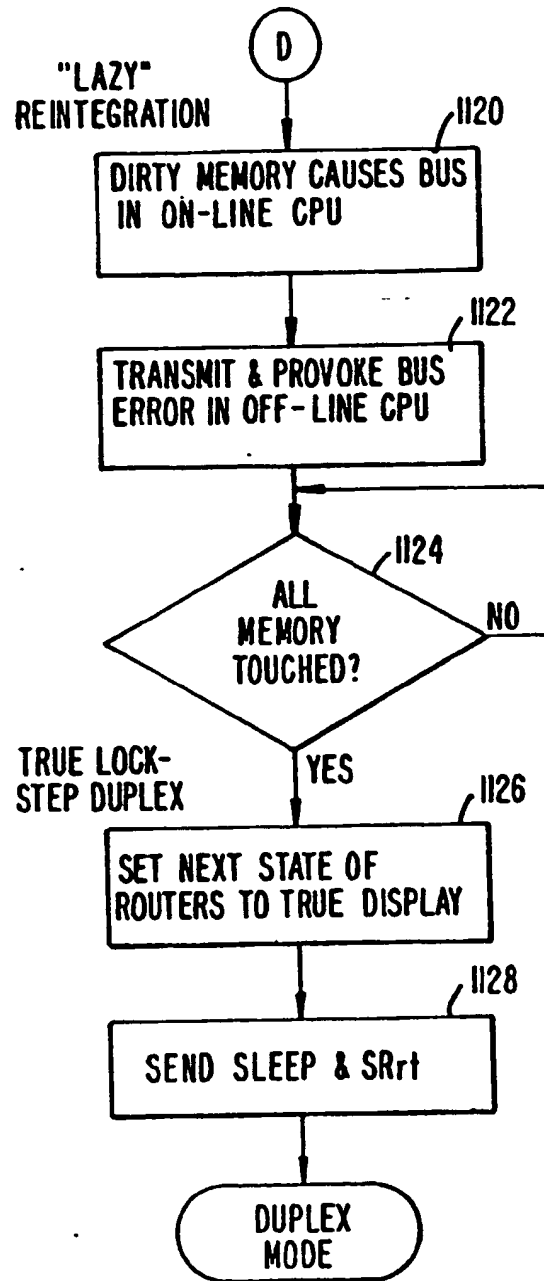 D
"LAZY"
REINTEGRATION
1120
DIRTY MEMORY CAUSES BUS
IN ON-LINE CPU
1122
TRANSMIT & PROVOKE BUS
ERROR IN OFF-LINE CPU
1124
ALL
MEMORY
TOUCHED?
NO
TRUE LOCK-
STEP DUPLEX
YES
1126
SET NEXT STATE OF
ROUTERS TO TRUE DISPLAY
1128
SEND SLEEP & SRrt
DUPLEX
MODE